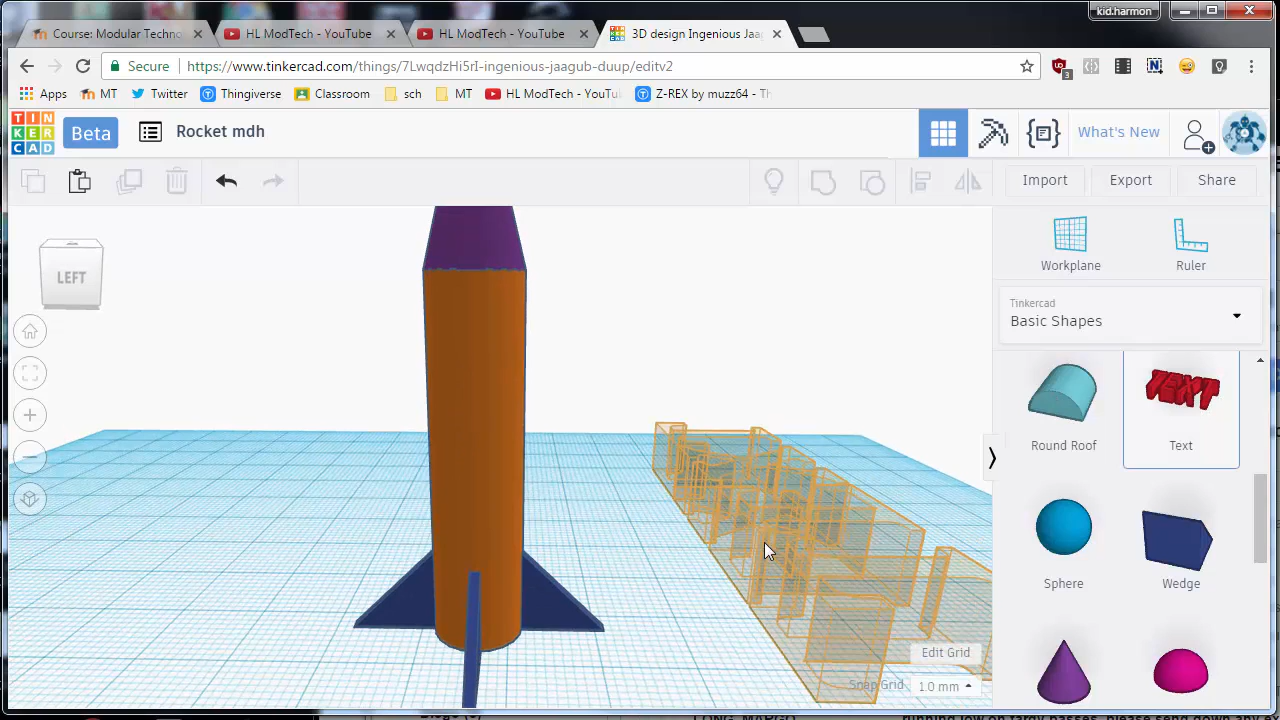 kid.harmon
Course: Modular Techno
HL ModTech - YouTube
HL ModTech - YouTube
3D design Ingenious Jaag
Secure
https://www.tinkercad.com/things/7LwqdzHi5rI-ingenious-jaagub-duup/editv2
3
Apps
MT
Twitter
Thingiverse
Classroom
sch
MT
HL ModTech - YouTu
Z-REX by muzz64 - Th
TIN
KER
CAD
Beta
Rocket mdh
What's New
Import
Export
Share
LEFT
Workplane
Ruler
Tinkercad
Basic Shapes
TEXT
Round Roof
Text
Sphere
Wedge
Edit Grid
Snap Grid
1.0 mm